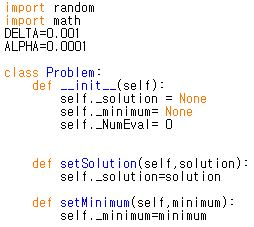 import random
import math
DELTA=0.001
ALPHA=0.0001

class Problem:
    def __init__(self):
        self._solution = None
        self._minimum= None
        self._NumEval= 0


    def setSolution(self,solution):
        self._solution=solution

    def setMinimum(self,minimum):
        self._minimum=minimum